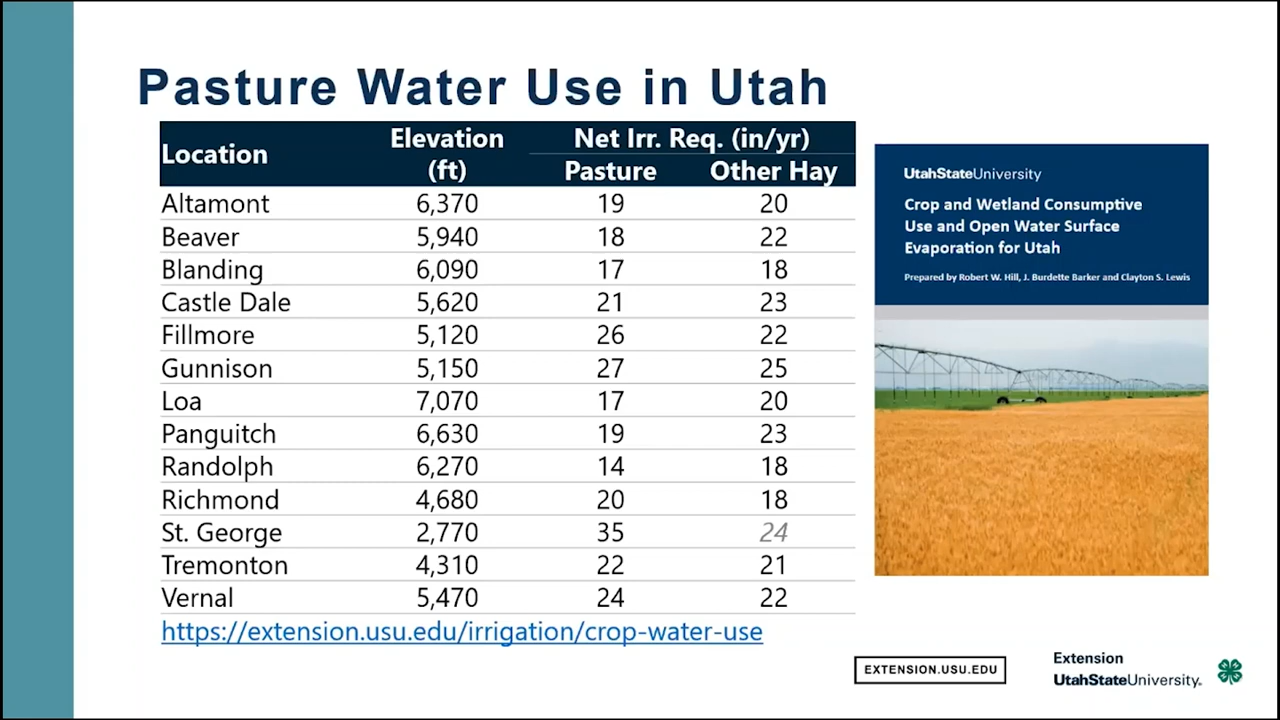 Pasture Water Use in Utah
Location Elevation (ft) Net Irr. Req. (in/yr)
Pasture Other Hay
Altamont 6,370 19 20
Beaver 5,940 18 22
Blanding 6,090 17 18
Castle Dale 5,620 21 23
Fillmore 5,120 26 22
Gunnison 5,150 27 25
Loa 7,070 17 20
Panguitch 6,630 19 23
Randolph 6,270 14 18
Richmond 4,680 20 18
St. George 2,770 35 24
Tremonton 4,310 22 21
Vernal 5,470 24 22
https://extension.usu.edu/irrigation/crop-water-use
UtahStateUniversity
Crop and Wetland Consumptive
Use and Open Water Surface
Evaporation for Utah
Prepared by Robert W. Hill, J. Burdette Barker and Clayton S. Lewis
EXTENSION.USU.EDU
Extension
UtahStateUniversity.